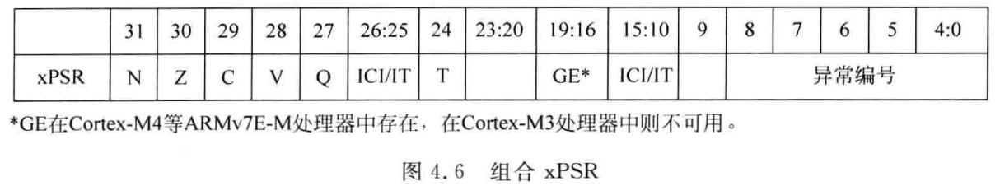 31 30 29 28 27 26:25 24 23:20 19:16 15:10 9 8 7 6 5 4:0
xPSR N Z C V Q ICI/IT T GE* ICI/IT 异常编号
*GE在Cortex-M4等ARMv7E-M处理器中存在，在Cortex-M3处理器中则不可用。
图 4.6 组合 xPSR